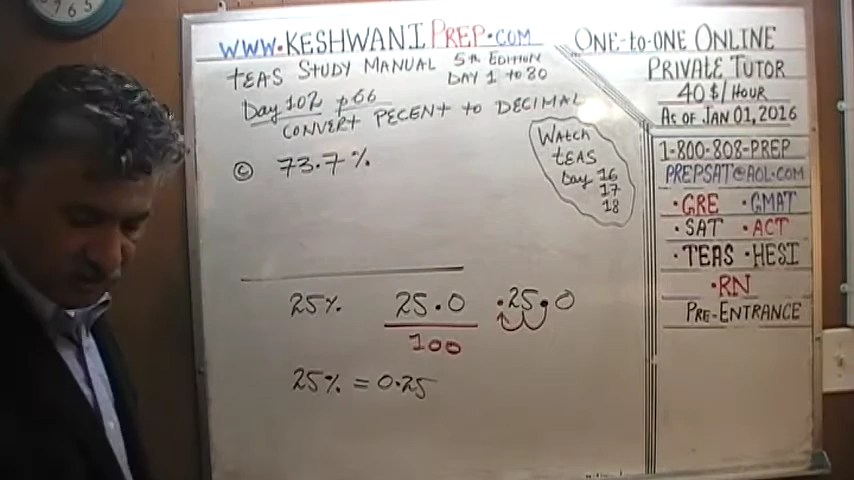 WWW.KESHWANIPREP.COM
TEAS STUDY MANUAL 5th EDITION
DAY 1 to 80
Day 102 p66
CONVERT PECENT to DECIMAL
© 73.7%
Watch
tEAS
Day 16
17
18
25% 25.0 .25.0
100
25% = 0.25
ONE-to-ONE ONLINE
PRIVATE TUTOR
40 $/HOUR
As of JAN 01, 2016
1-800-808-PREP
PREPSAT@AOL.COM
•GRE •GMAT
•SAT •ACT
•TEAS •HESI
•RN
PRE-ENTRANCE